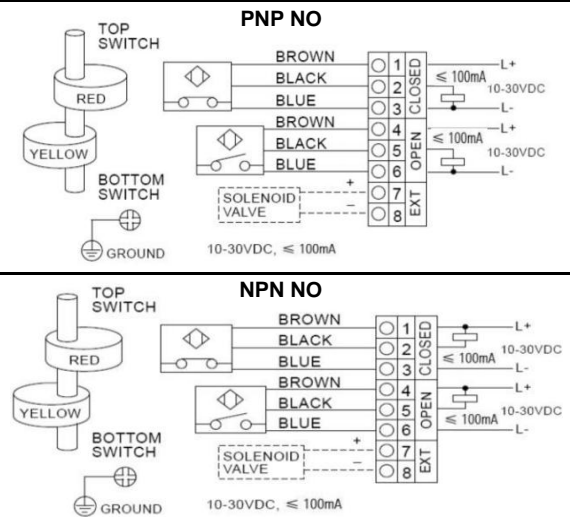 PNP NO
TOP
SWITCH
RED
YELLOW
BOTTOM
SWITCH
GROUND
BROWN
BLACK
BLUE
BROWN
BLACK
BLUE
SOLENOID
VALVE
+
−
1
2
3
4
5
6
7
8
CLOSED
OPEN
EXT
L+
≤ 100mA
10-30VDC
L-
L+
≤ 100mA
10-30VDC
L-
10-30VDC, ≤ 100mA
NPN NO
TOP
SWITCH
RED
YELLOW
BOTTOM
SWITCH
GROUND
BROWN
BLACK
BLUE
BROWN
BLACK
BLUE
SOLENOID
VALVE
+
−
1
2
3
4
5
6
7
8
CLOSED
OPEN
EXT
L+
10-30VDC
≤ 100mA
L-
L+
10-30VDC
≤ 100mA
L-
10-30VDC, ≤ 100mA